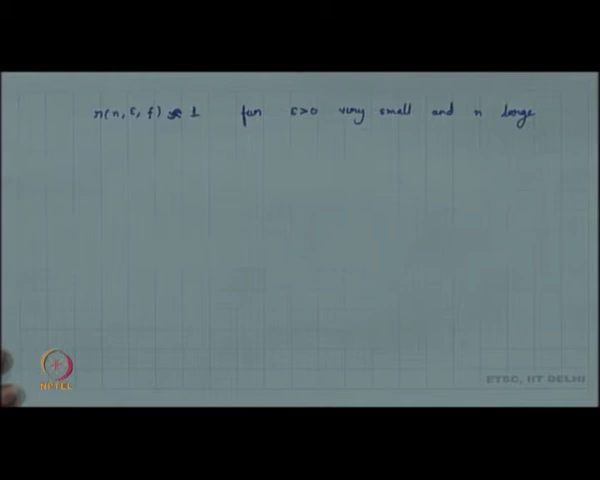 r(n, ε, f) ≈ 1 for ε>0 very small and n large
NPTEL
ETSC, IIT DELHI